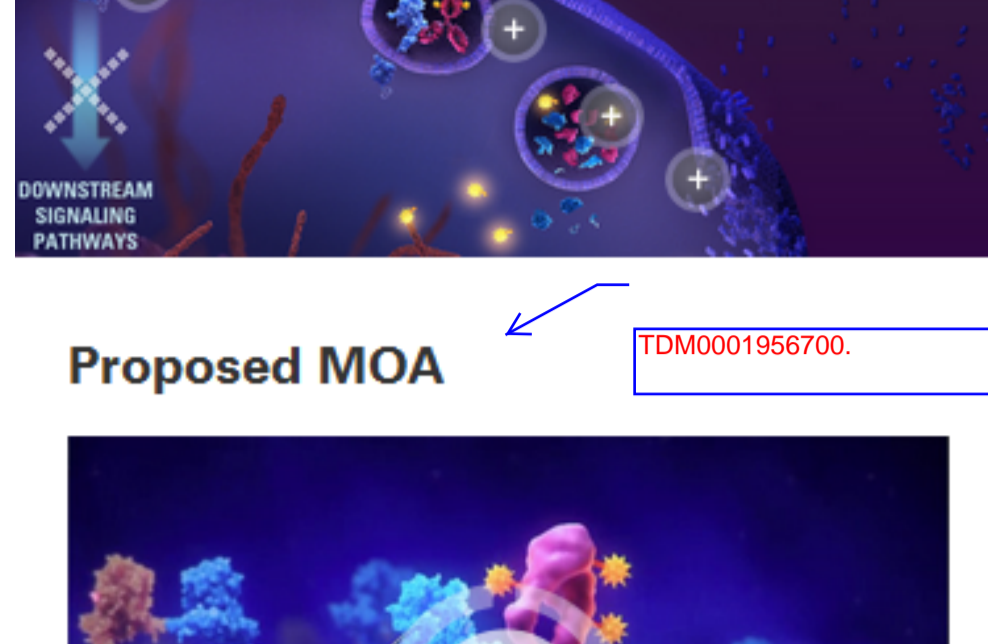 DOWNSTREAM
SIGNALING
PATHWAYS
Proposed MOA
TDM0001956700.